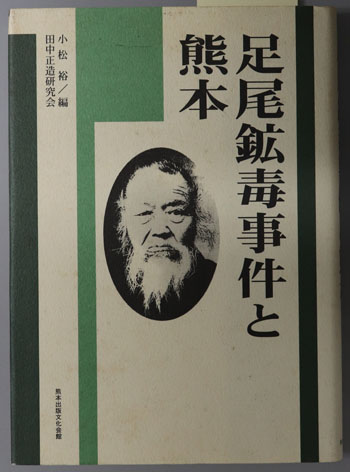 足尾鉱毒事件と
熊本
小松 裕／編
田中正造研究会
熊本出版文化会館